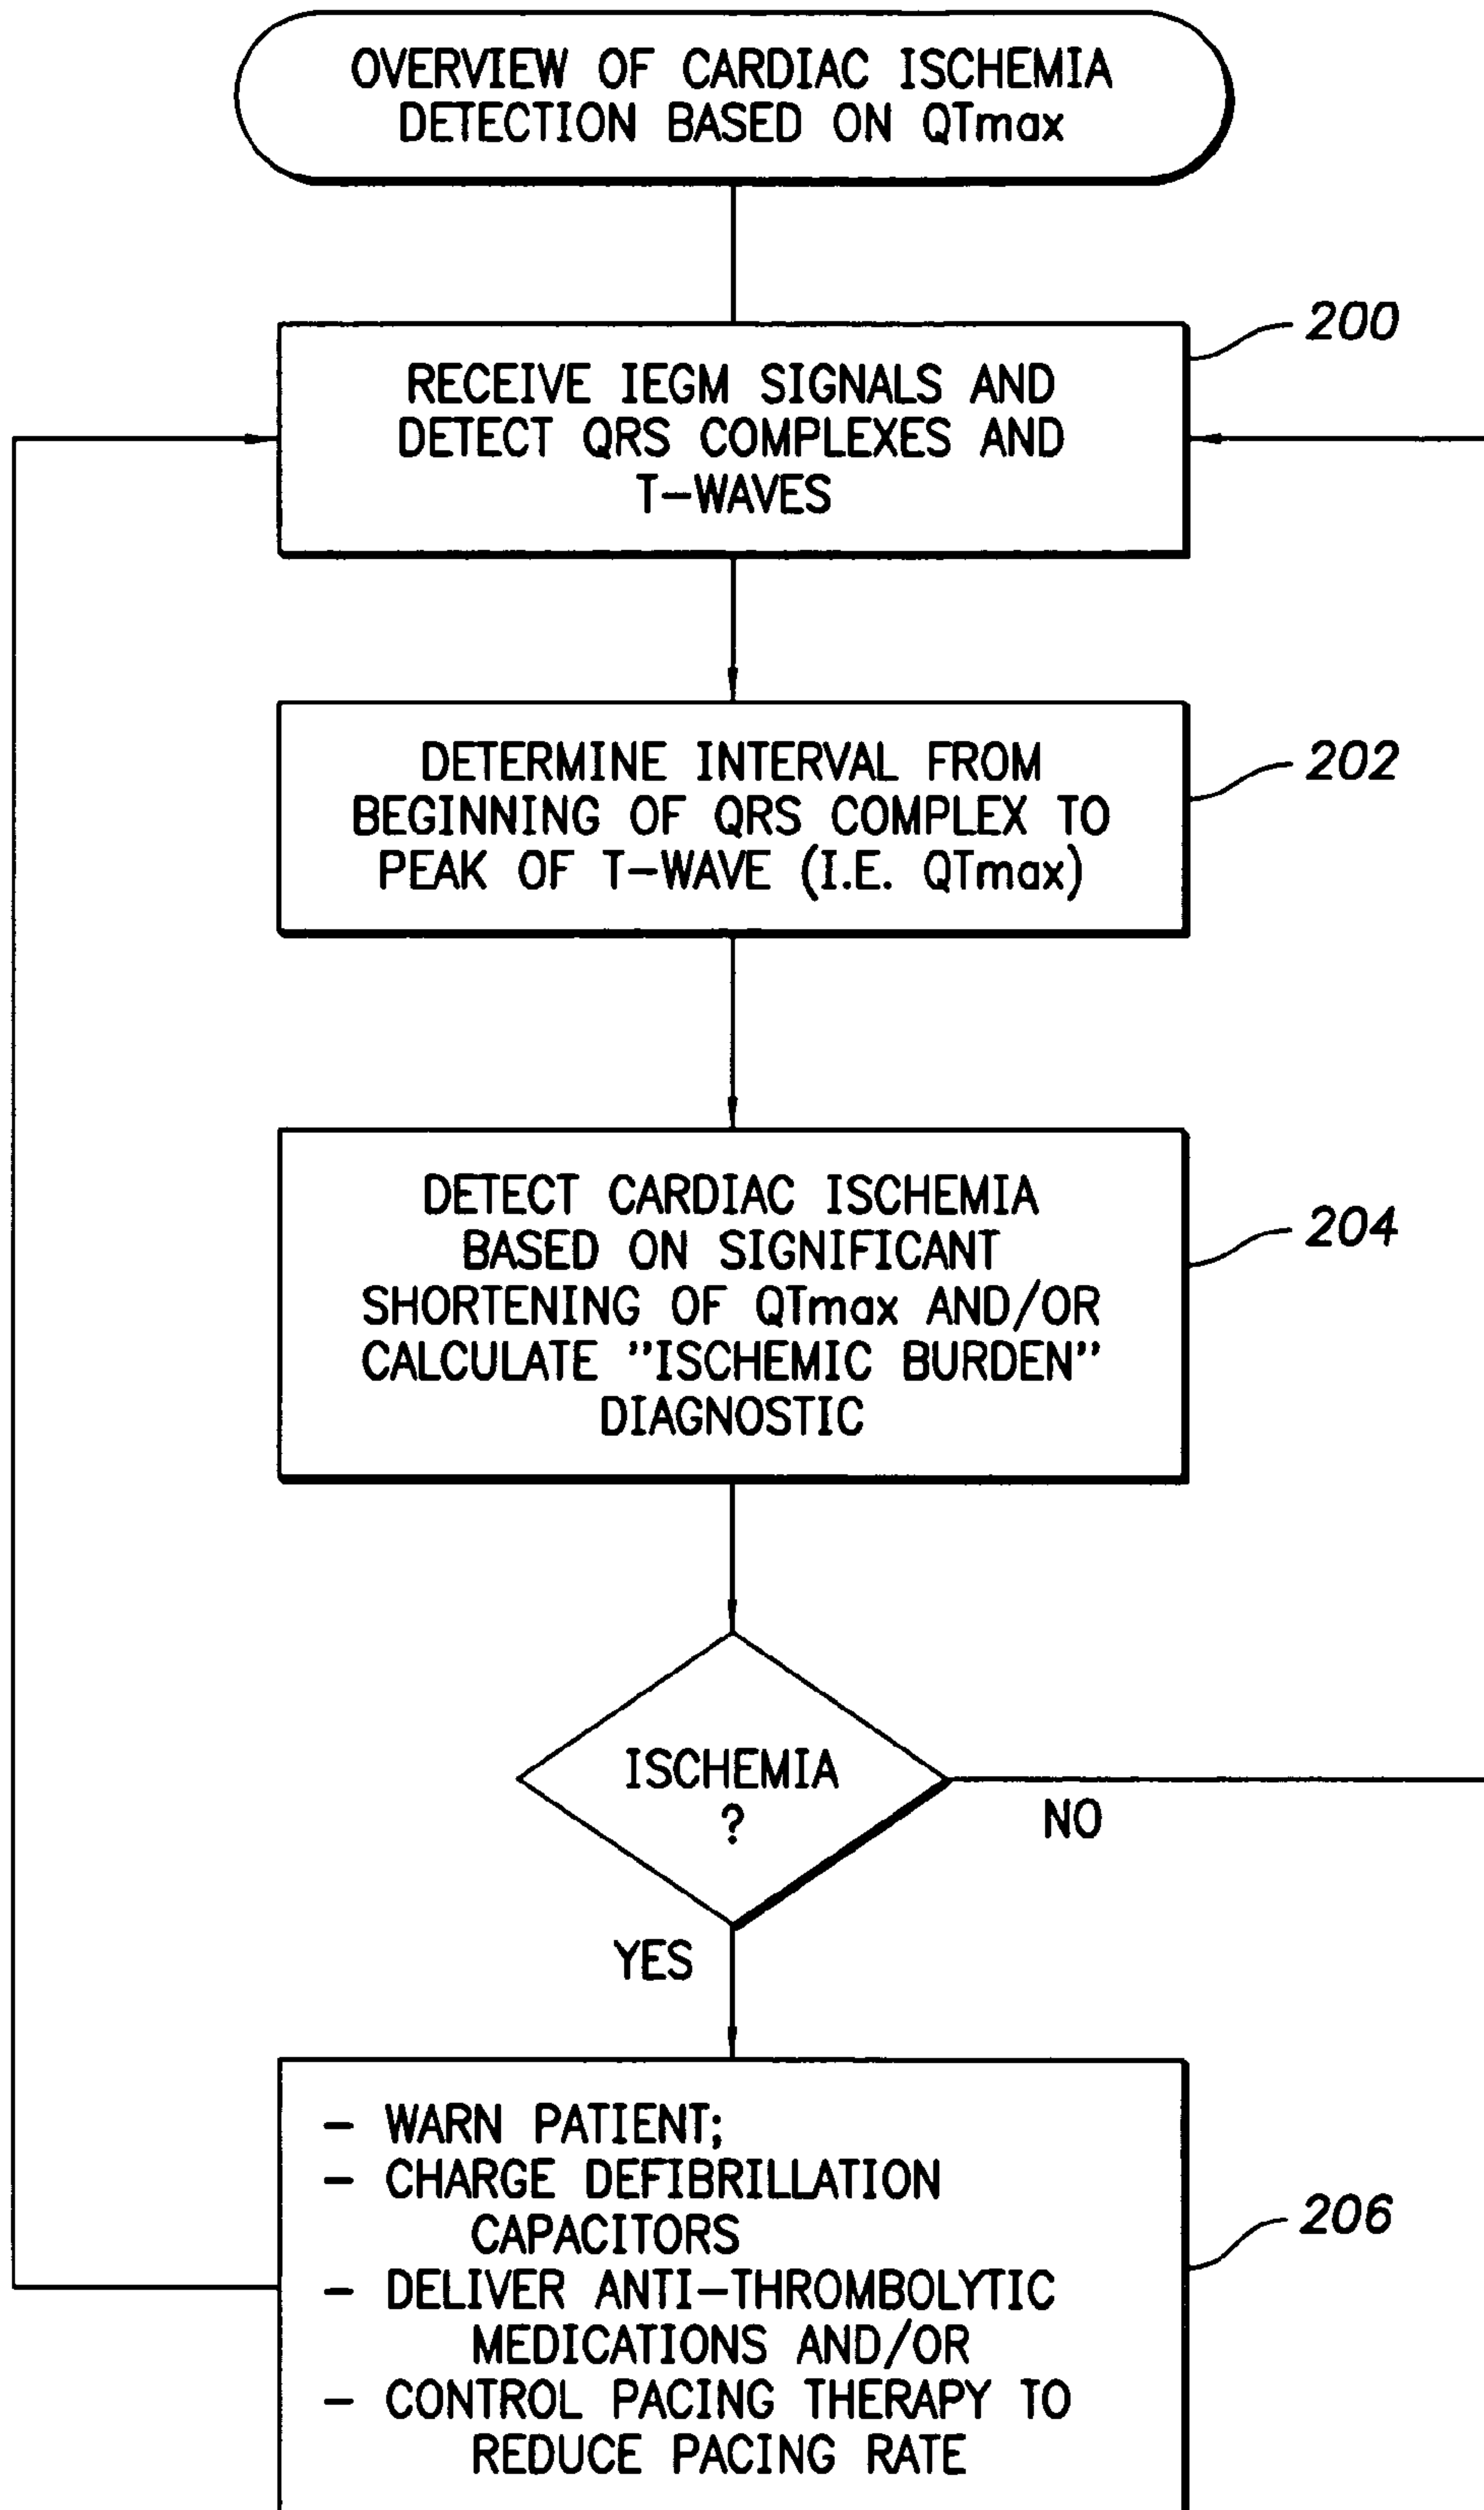 OVERVIEW OF CARDIAC ISCHEMIA
DETECTION BASED ON QTmax
200
RECEIVE IEGM SIGNALS AND
DETECT QRS COMPLEXES AND
T-WAVES
202
DETERMINE INTERVAL FROM
BEGINNING OF QRS COMPLEX TO
PEAK OF T-WAVE (I.E. QTmax)
204
DETECT CARDIAC ISCHEMIA
BASED ON SIGNIFICANT
SHORTENING OF QTmax AND/OR
CALCULATE "ISCHEMIC BURDEN"
DIAGNOSTIC
ISCHEMIA
?
NO
YES
- WARN PATIENT;
- CHARGE DEFIBRILLATION
CAPACITORS
206
- DELIVER ANTI-THROMBOLYTIC
MEDICATIONS AND/OR
- CONTROL PACING THERAPY TO
REDUCE PACING RATE